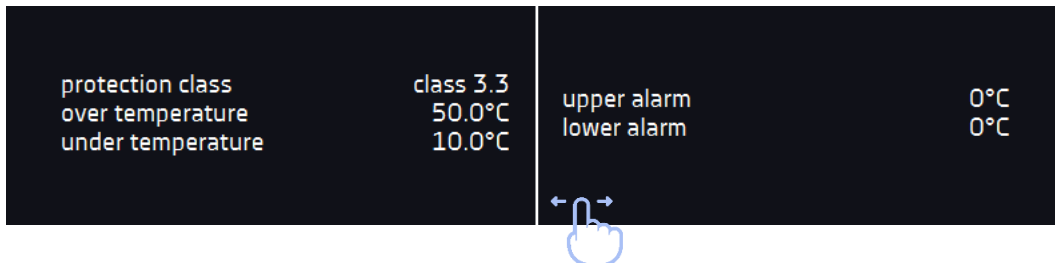 protection class class 3.3
over temperature 50.0°C
under temperature 10.0°C
upper alarm 0°C
lower alarm 0°C